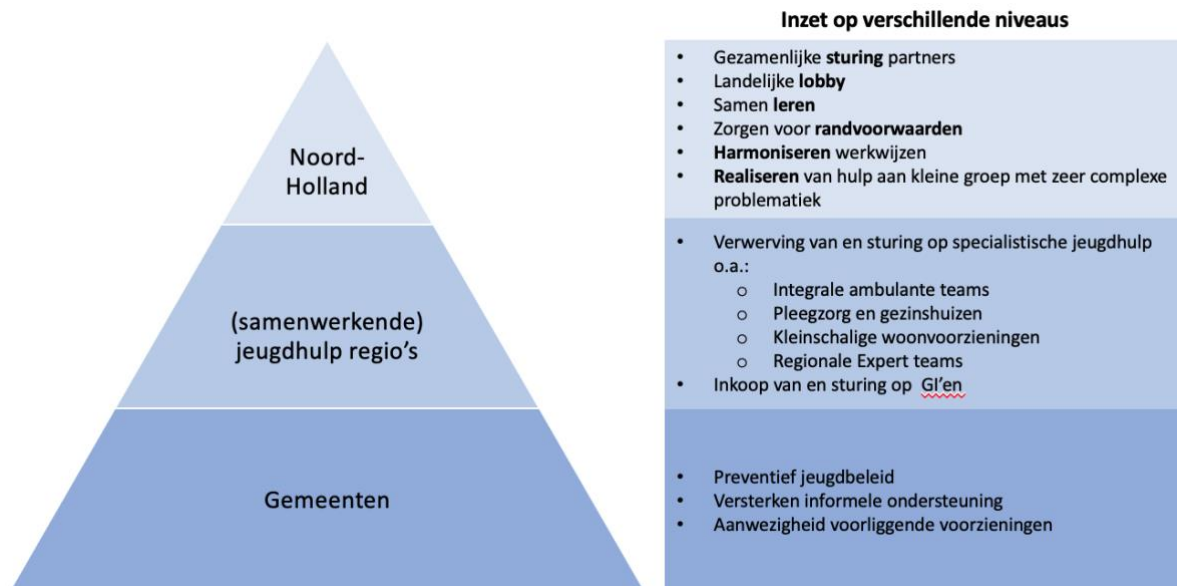 Inzet op verschillende niveaus
Noord-
Holland
• Gezamenlijke sturing partners
• Landelijke lobby
• Samen leren
• Zorgen voor randvoorwaarden
• Harmoniseren werkwijzen
• Realiseren van hulp aan kleine groep met zeer complexe
problematiek
(samenwerkende)
jeugdhulp regio's
• Verwerving van en sturing op specialistische jeugdhulp
o.a.:
o Integrale ambulante teams
o Pleegzorg en gezinshuizen
o Kleinschalige woonvoorzieningen
o Regionale Expert teams
• Inkoop van en sturing op GI'en
Gemeenten
• Preventief jeugdbeleid
• Versterken informele ondersteuning
• Aanwezigheid voorliggende voorzieningen